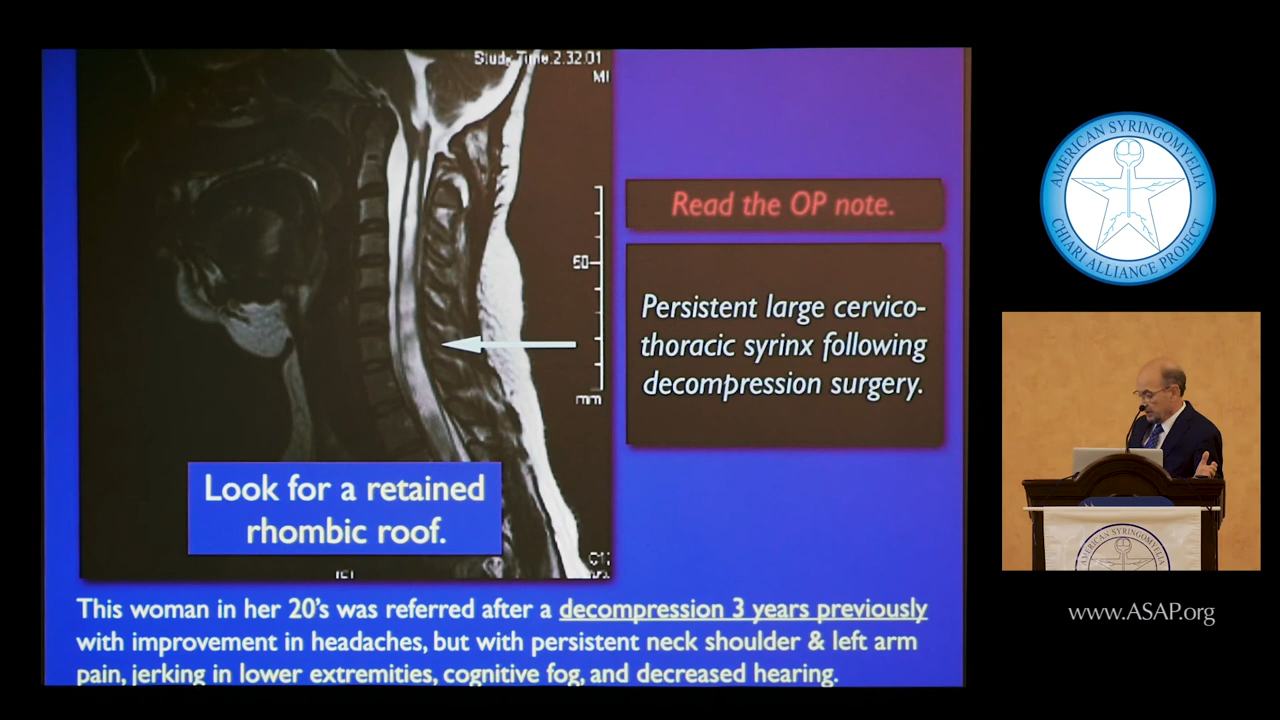 Study Time:2.32.01
MI
50
mm
Read the OP note.
Persistent large cervico-
thoracic syrinx following
decompression surgery.
Look for a retained
rhombic roof.
This woman in her 20's was referred after a decompression 3 years previously
with improvement in headaches, but with persistent neck shoulder & left arm
pain, jerking in lower extremities, cognitive fog, and decreased hearing.
AMERICAN SYRINGOMYELIA
CHIARI ALLIANCE PROJECT
AMERICAN SYRINGOMYELIA
www.ASAP.org